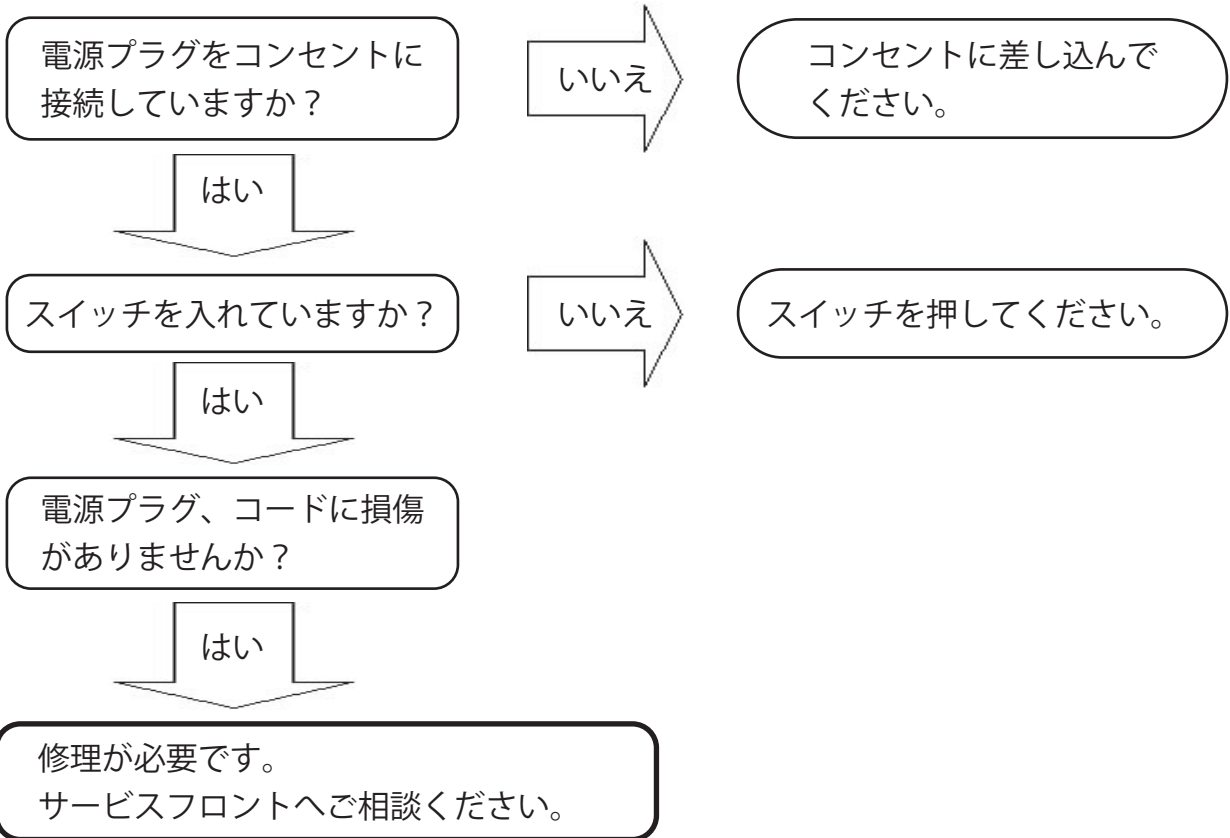 電源プラグをコンセントに
接続していますか？
いいえ
コンセントに差し込んで
ください。
はい
スイッチを入れていますか？
いいえ
スイッチを押してください。
はい
電源プラグ、コードに損傷
がありませんか？
はい
修理が必要です。
サービスフロントへご相談ください。